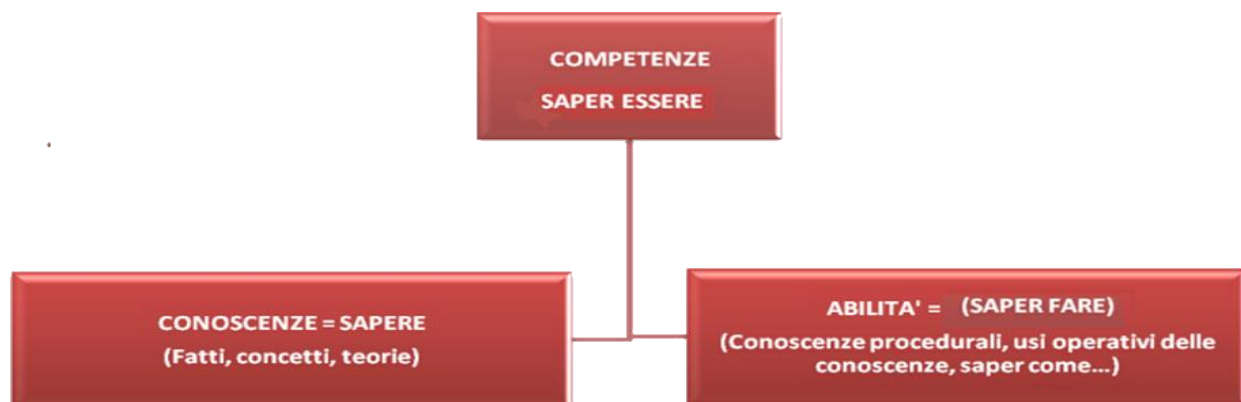 COMPETENZE
SAPER ESSERE
CONOSCENZE = SAPERE
(Fatti, concetti, teorie)
ABILITA' = (SAPER FARE)
(Conoscenze procedurali, usi operativi delle
conoscenze, saper come...)